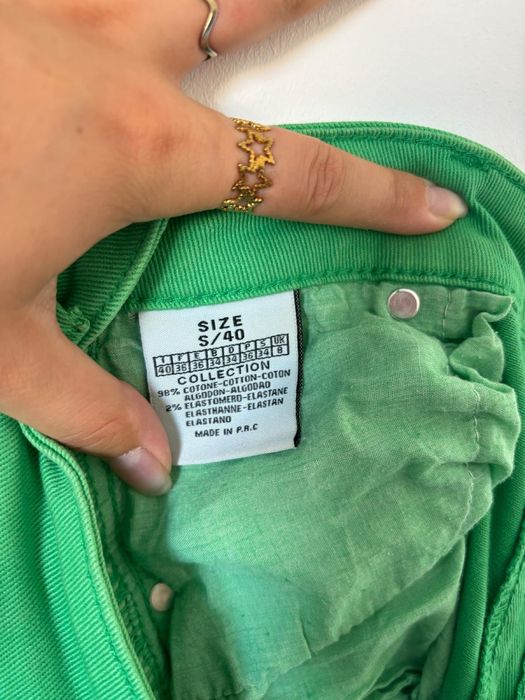 SIZE
S/40
I F E B D P S UK
40 36 36 34 34 36 34 8
COLLECTION
98% COTONE-COTTON-COTON
ALGODON-ALGODAO
2% ELASTOMERO-ELASTANE
ELASTHANNE-ELASTAN
ELASTANO
MADE IN P.R.C